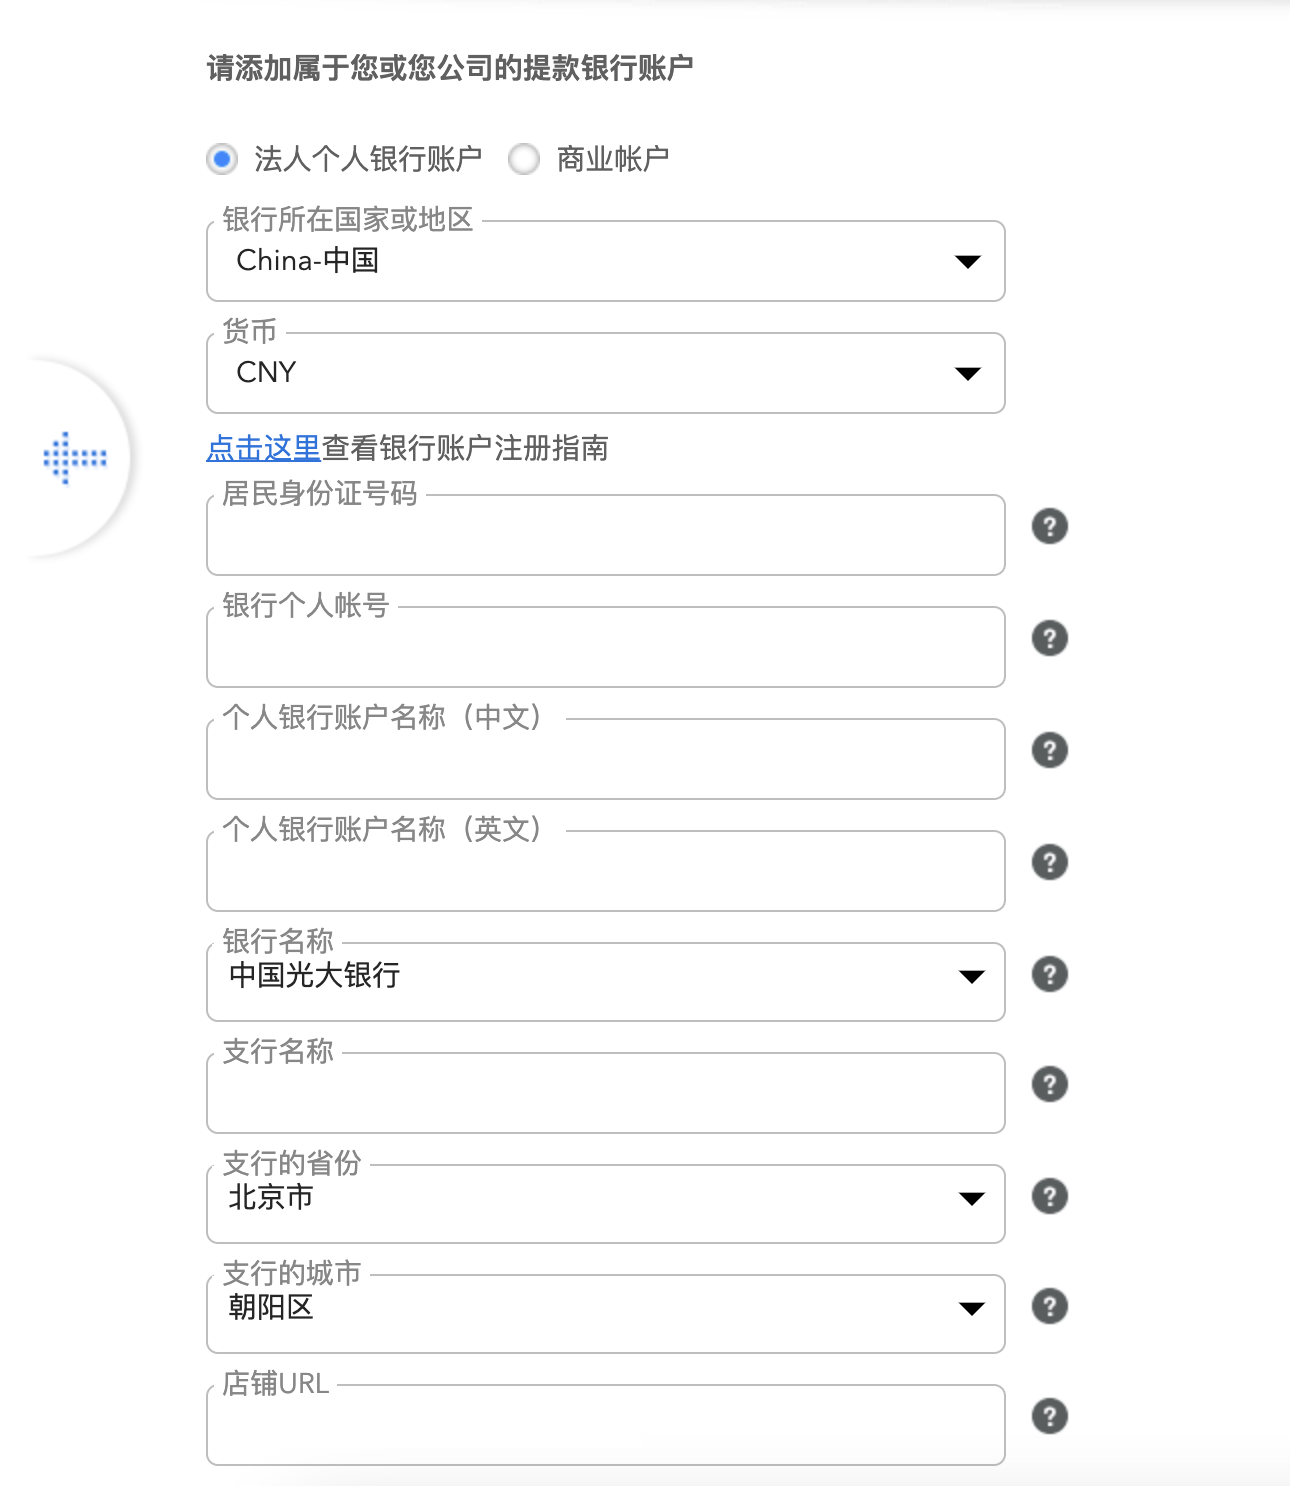 请添加属于您或您公司的提款银行账户
法人个人银行账户 商业帐户
银行所在国家或地区
China-中国
货币
CNY
点击这里查看银行账户注册指南
居民身份证号码
?
银行个人帐号
?
个人银行账户名称（中文）
?
个人银行账户名称（英文）
?
银行名称
中国光大银行
?
支行名称
?
支行的省份
北京市
?
支行的城市
朝阳区
?
店铺URL
?